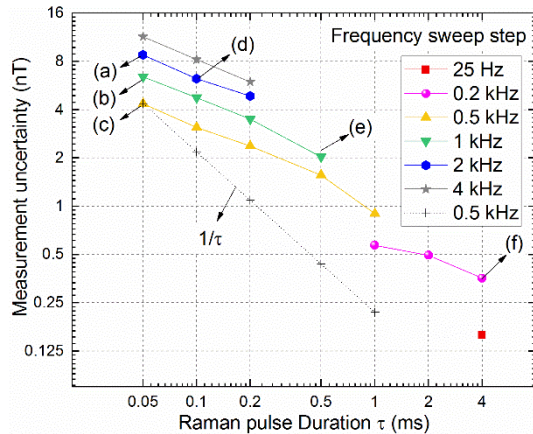 16
8
4
2
1
0.5
0.25
0.125
Measurement uncertainty (nT)
(a)
(b)
(c)
(d)
(e)
(f)
1/τ
Frequency sweep step
25 Hz
0.2 kHz
0.5 kHz
1 kHz
2 kHz
4 kHz
0.5 kHz
0.05 0.1 0.2 0.5 1 2 4
Raman pulse Duration τ (ms)